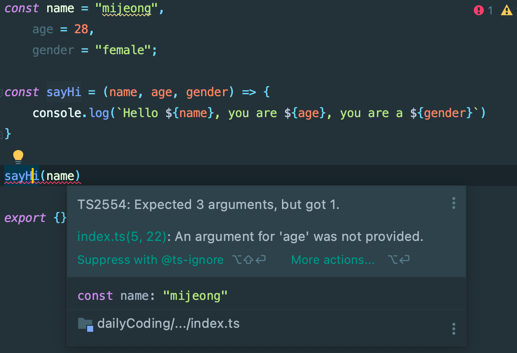 const name = "mijeong",
age = 28,
gender = "female";
const sayHi = (name, age, gender) => {
console.log(`Hello ${name}, you are ${age}, you are a ${gender}`)
}
sayHi(name)
export {}
1
TS2554: Expected 3 arguments, but got 1.
index.ts(5, 22): An argument for 'age' was not provided.
Suppress with @ts-ignore ⌥⇧⏎ More actions... ⌥⏎
const name: "mijeong"
dailyCoding/.../index.ts